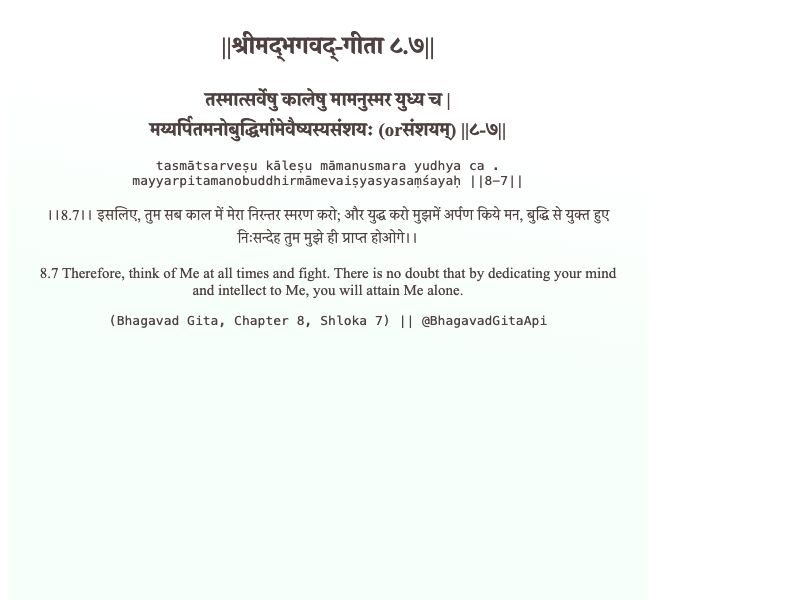 ||श्रीमद्‍भगवद्‍-गीता ८.७||
तस्मात्सर्वेषु कालेषु मामनुस्मर युध्य च |
मय्यर्पितमनोबुद्धिर्मामेवैष्यस्यसंशयः (orसंशयम्) ||८-७||
tasmātsarveṣu kāleṣu māmanusmara yudhya ca .
mayyarpitamanobuddhirmāmevaiṣyasyasaṃśayaḥ ||8−7||
।।8.7।। इसलिए, तुम सब काल में मेरा निरन्तर स्मरण करो; और युद्ध करो मुझमें अर्पण किये मन, बुद्धि से युक्त हुए
निःसन्देह तुम मुझे ही प्राप्त होओगे।।
8.7 Therefore, think of Me at all times and fight. There is no doubt that by dedicating your mind
and intellect to Me, you will attain Me alone.
(Bhagavad Gita, Chapter 8, Shloka 7) || @BhagavadGitaApi